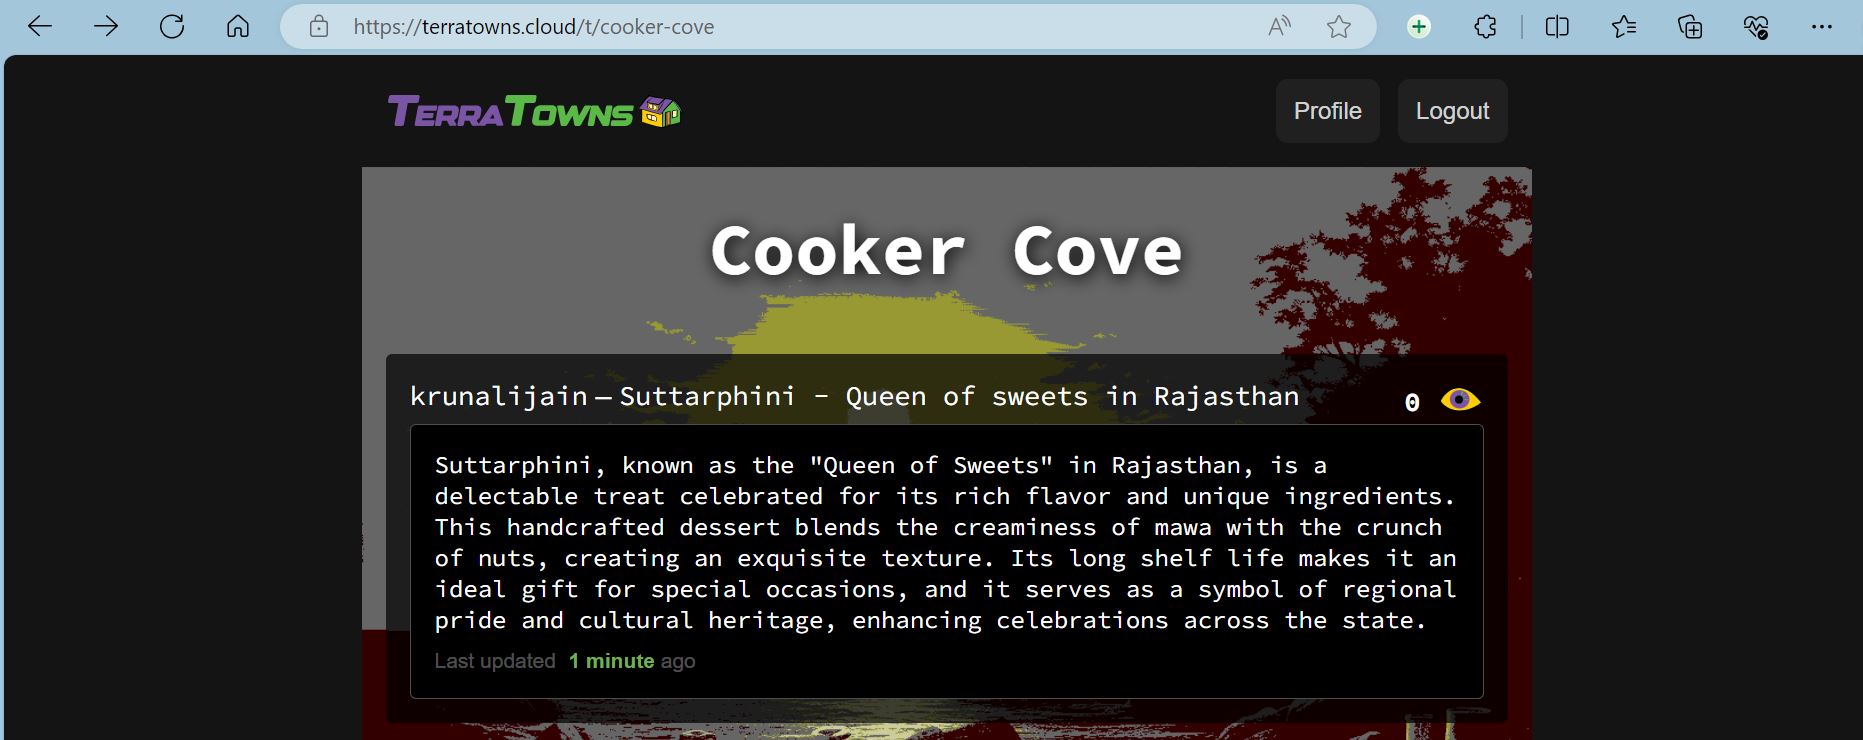 https://terratowns.cloud/t/cooker-cove
TERRATOWNS
Profile
Logout
Cooker Cove
krunalijain — Suttarphini - Queen of sweets in Rajasthan
0
Suttarphini, known as the "Queen of Sweets" in Rajasthan, is a
delectable treat celebrated for its rich flavor and unique ingredients.
This handcrafted dessert blends the creaminess of mawa with the crunch
of nuts, creating an exquisite texture. Its long shelf life makes it an
ideal gift for special occasions, and it serves as a symbol of regional
pride and cultural heritage, enhancing celebrations across the state.
Last updated 1 minute ago